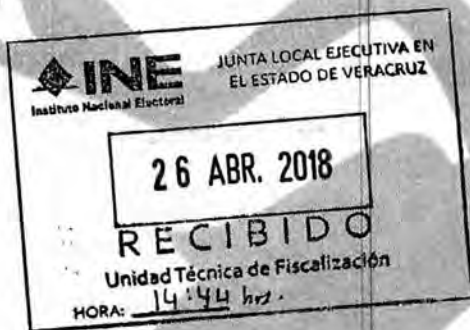 INE
Instituto Nacional Electoral
JUNTA LOCAL EJECUTIVA EN
EL ESTADO DE VERACRUZ
26 ABR. 2018
RECIBIDO
Unidad Técnica de Fiscalización
HORA: 14:44 hrs.